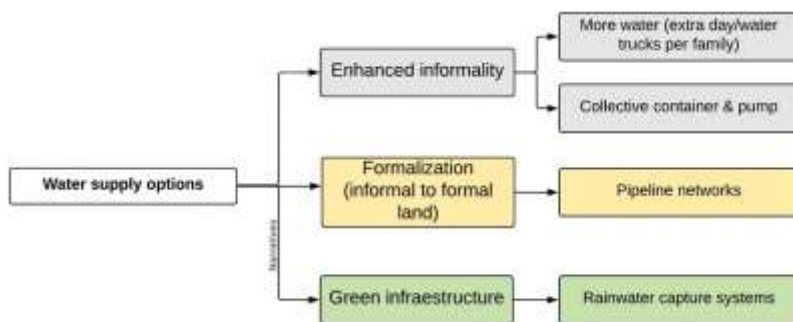 Water supply options
Narratives
Enhanced informality
More water (extra day/water
trucks per family)
Collective container & pump
Formalization
(informal to formal
land)
Pipeline networks
Green infraestructure
Rainwater capture systems